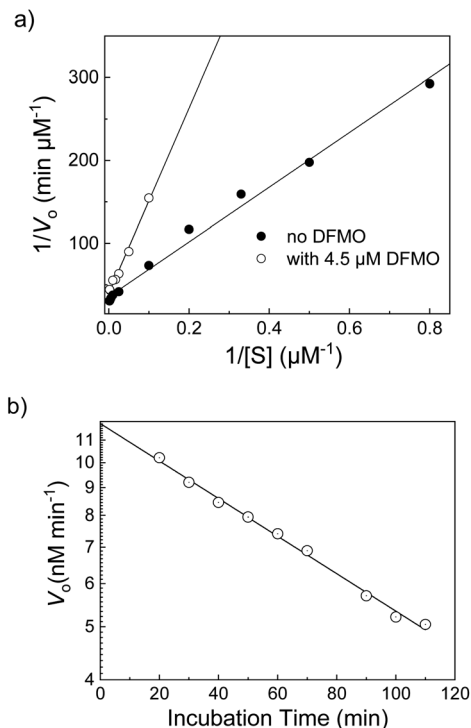 a)
300
200
100
1/Vo (min µM-1)
no DFMO
with 4.5 µM DFMO
0.0 0.2 0.4 0.6 0.8
1/[S] (µM-1)
b)
11
10
9
8
7
6
5
4
Vo(nM min-1)
0 20 40 60 80 100 120
Incubation Time (min)